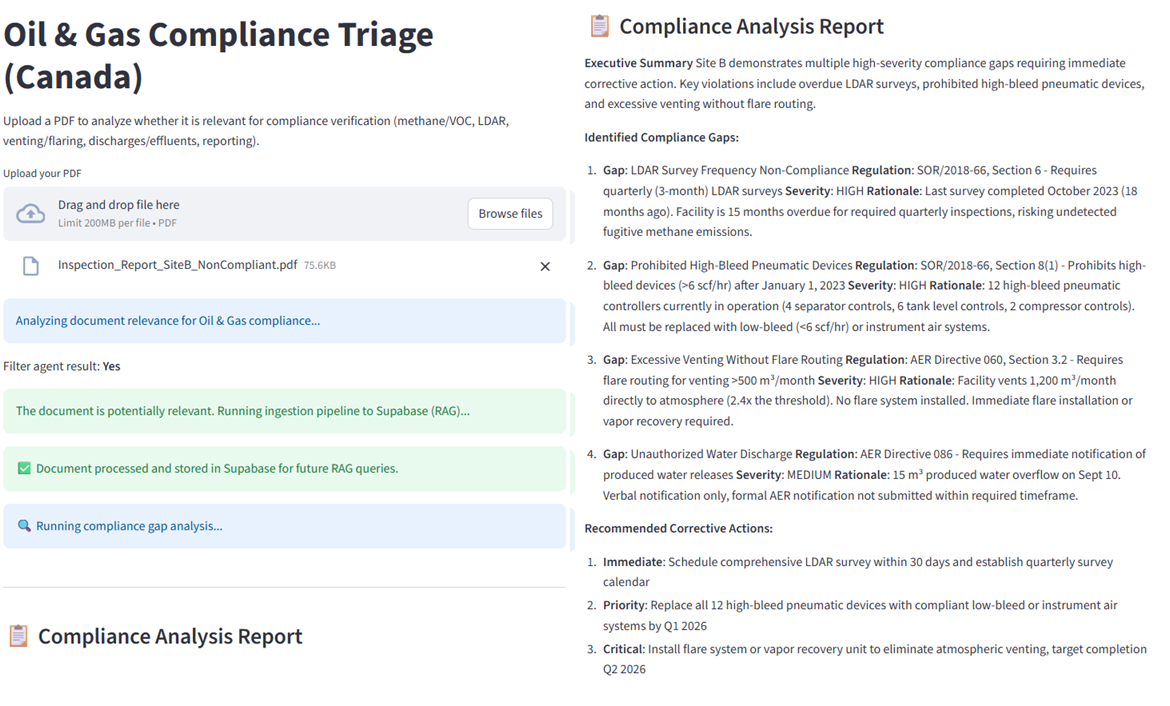 Oil & Gas Compliance Triage
(Canada)
Upload a PDF to analyze whether it is relevant for compliance verification (methane/VOC, LDAR,
venting/flaring, discharges/effluents, reporting).
Upload your PDF
Drag and drop file here
Limit 200MB per file • PDF
Browse files
Inspection_Report_SiteB_NonCompliant.pdf 75.6KB
Analyzing document relevance for Oil & Gas compliance...
Filter agent result: Yes
The document is potentially relevant. Running ingestion pipeline to Supabase (RAG)...
✅ Document processed and stored in Supabase for future RAG queries.
🔍 Running compliance gap analysis...
📋 Compliance Analysis Report
📋 Compliance Analysis Report
Executive Summary Site B demonstrates multiple high-severity compliance gaps requiring immediate
corrective action. Key violations include overdue LDAR surveys, prohibited high-bleed pneumatic devices,
and excessive venting without flare routing.
Identified Compliance Gaps:
1. Gap: LDAR Survey Frequency Non-Compliance Regulation: SOR/2018-66, Section 6 - Requires
quarterly (3-month) LDAR surveys Severity: HIGH Rationale: Last survey completed October 2023 (18
months ago). Facility is 15 months overdue for required quarterly inspections, risking undetected
fugitive methane emissions.
2. Gap: Prohibited High-Bleed Pneumatic Devices Regulation: SOR/2018-66, Section 8(1) - Prohibits high-
bleed devices (>6 scf/hr) after January 1, 2023 Severity: HIGH Rationale: 12 high-bleed pneumatic
controllers currently in operation (4 separator controls, 6 tank level controls, 2 compressor controls).
All must be replaced with low-bleed (<6 scf/hr) or instrument air systems.
3. Gap: Excessive Venting Without Flare Routing Regulation: AER Directive 060, Section 3.2 - Requires
flare routing for venting >500 m³/month Severity: HIGH Rationale: Facility vents 1,200 m³/month
directly to atmosphere (2.4x the threshold). No flare system installed. Immediate flare installation or
vapor recovery required.
4. Gap: Unauthorized Water Discharge Regulation: AER Directive 086 - Requires immediate notification of
produced water releases Severity: MEDIUM Rationale: 15 m³ produced water overflow on Sept 10.
Verbal notification only, formal AER notification not submitted within required timeframe.
Recommended Corrective Actions:
1. Immediate: Schedule comprehensive LDAR survey within 30 days and establish quarterly survey
calendar
2. Priority: Replace all 12 high-bleed pneumatic devices with compliant low-bleed or instrument air
systems by Q1 2026
3. Critical: Install flare system or vapor recovery unit to eliminate atmospheric venting, target completion
Q2 2026